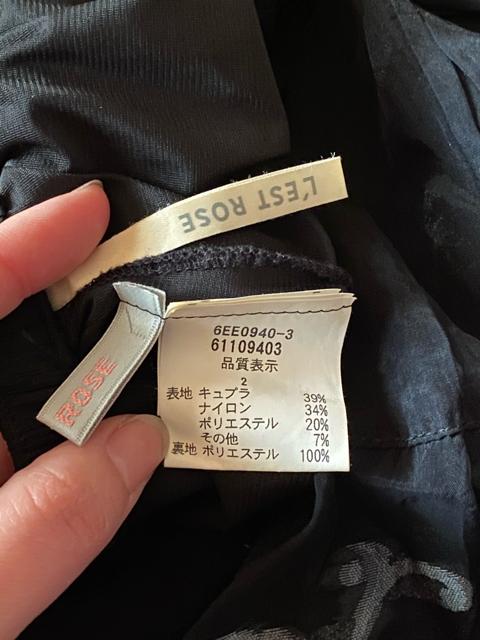 L'EST ROSE
ROSE
6EE0940-3
61109403
品質表示
2
表地 キュプラ 39%
ナイロン 34%
ポリエステル 20%
その他 7%
裏地 ポリエステル 100%